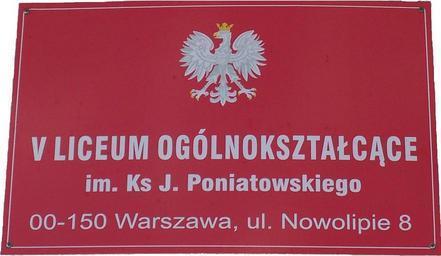 V LICEUM OGÓLNOKSZTAŁCĄCE
im. Ks J. Poniatowskiego
00-150 Warszawa, ul. Nowolipie 8